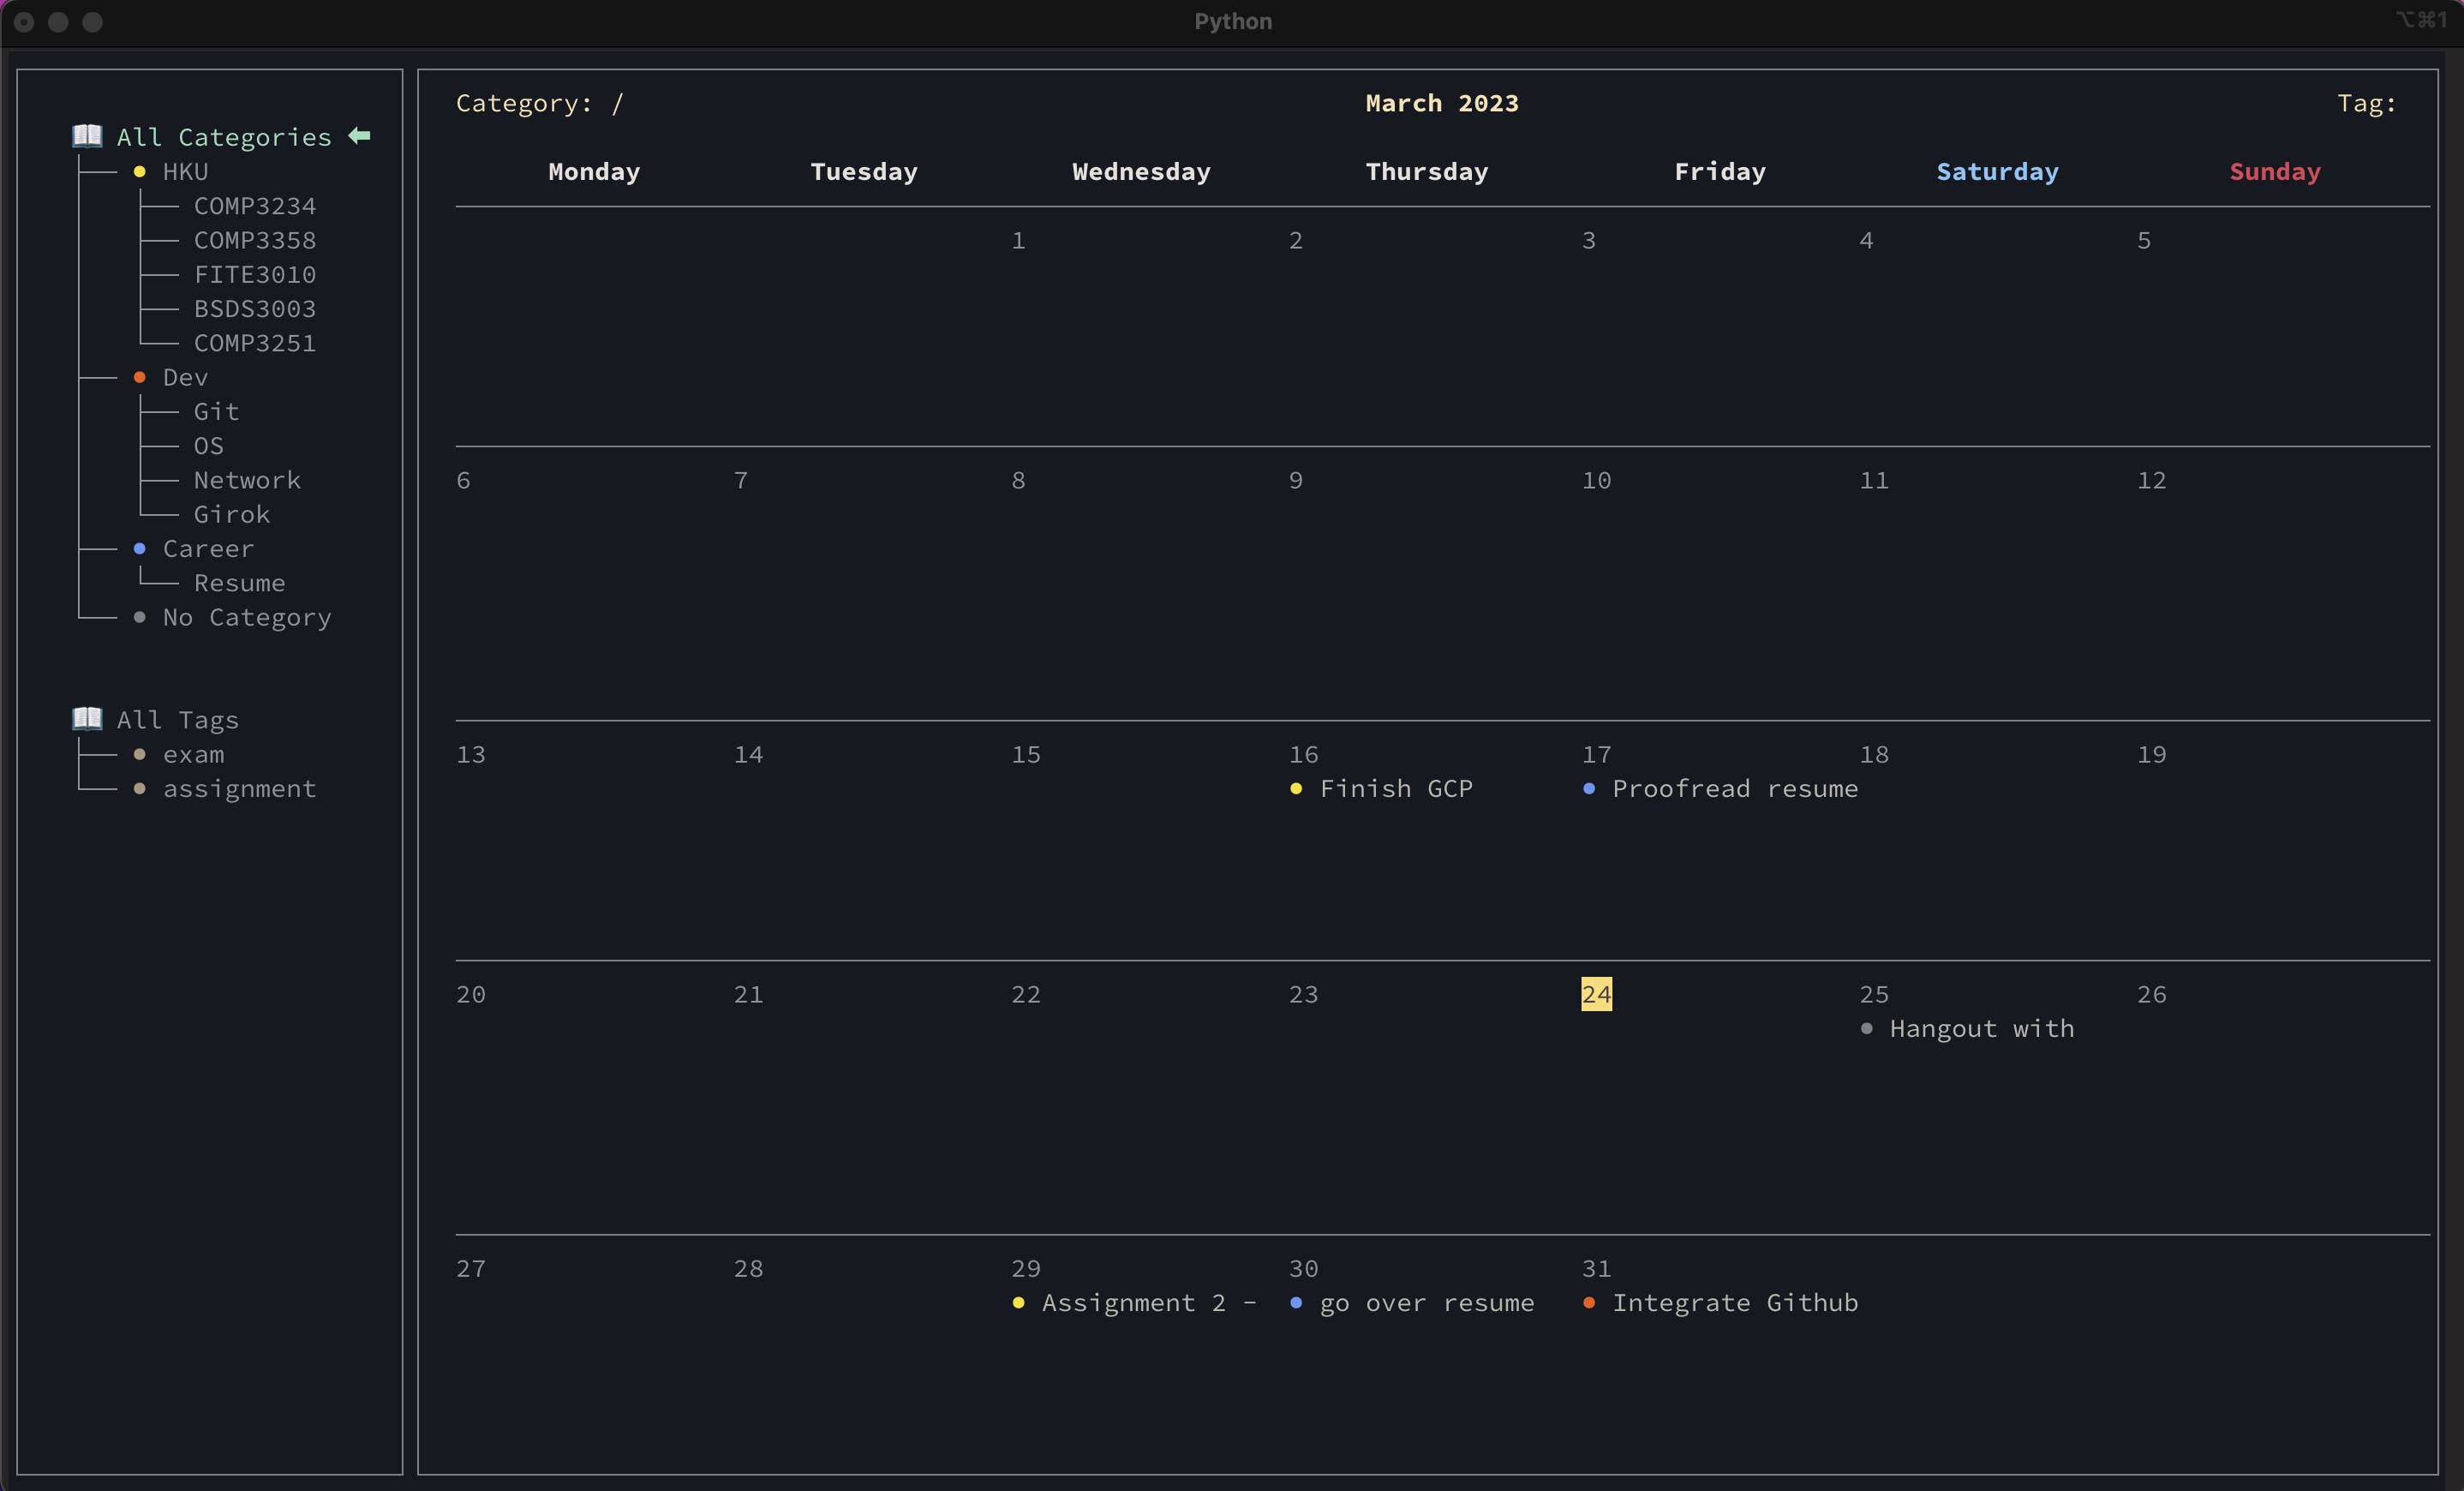 Python
⌥⌘1
All Categories
HKU
COMP3234
COMP3358
FITE3010
BSDS3003
COMP3251
Dev
Git
OS
Network
Girok
Career
Resume
No Category
All Tags
exam
assignment
Category: / March 2023 Tag:
Monday Tuesday Wednesday Thursday Friday Saturday Sunday
1 2 3 4 5
6 7 8 9 10 11 12
13 14 15 16 17 18 19
Finish GCP Proofread resume
20 21 22 23 24 25 26
Hangout with
27 28 29 30 31
Assignment 2 - go over resume Integrate Github